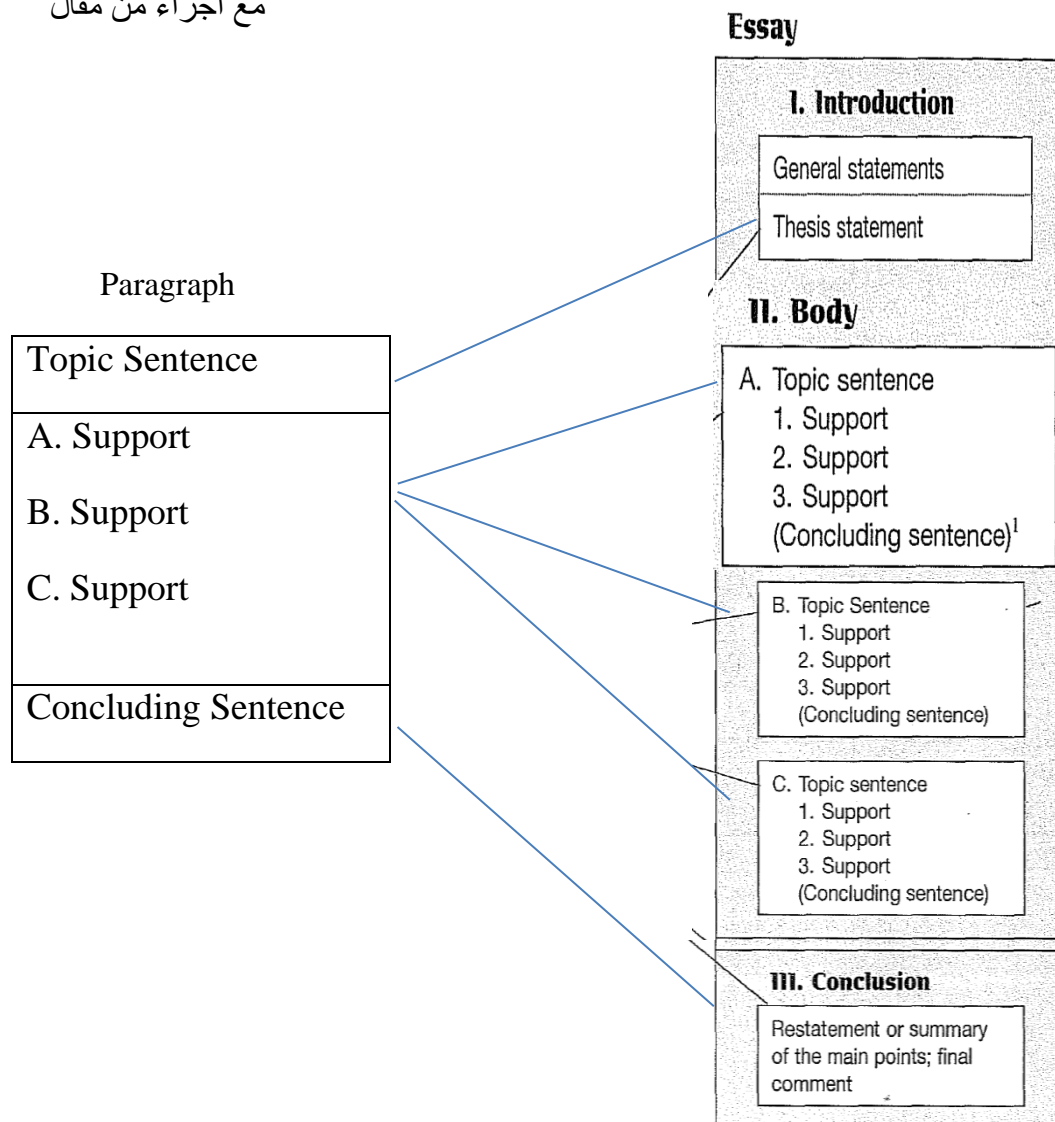 مع أجزاء من مقال
Essay
I. Introduction
General statements
Thesis statement
Paragraph
Topic Sentence
A. Support
B. Support
C. Support
Concluding Sentence
II. Body
A. Topic sentence
1. Support
2. Support
3. Support
(Concluding sentence)¹
B. Topic Sentence
1. Support
2. Support
3. Support
(Concluding sentence)
C. Topic sentence
1. Support
2. Support
3. Support
(Concluding sentence)
III. Conclusion
Restatement or summary
of the main points; final
comment